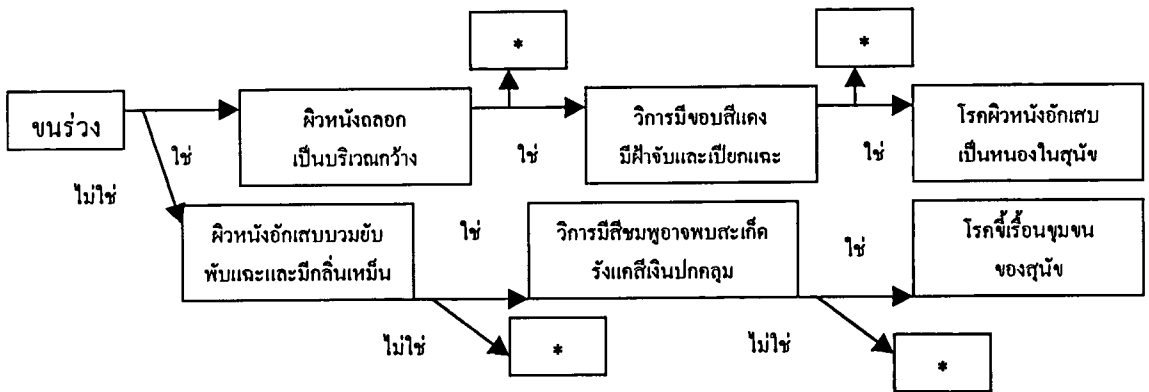 *
*
ขนร่วง
ผิวหนังถลอก
เป็นบริเวณกว้าง
วิการมีขอบสีแดง
มีฝ้าจับและเปียกแฉะ
โรคผิวหนังอักเสบ
เป็นหนองในสุนัข
ใช่
ใช่
ใช่
ไม่ใช่
ผิวหนังอักเสบบวมยับ
พับแฉะและมีกลิ่นเหม็น
ใช่
วิการมีสีชมพูอาจพบสะเก็ด
รังแคสีเงินปกคลุม
ใช่
โรคขี้เรื้อนขุมขน
ของสุนัข
ไม่ใช่
*
ไม่ใช่
*